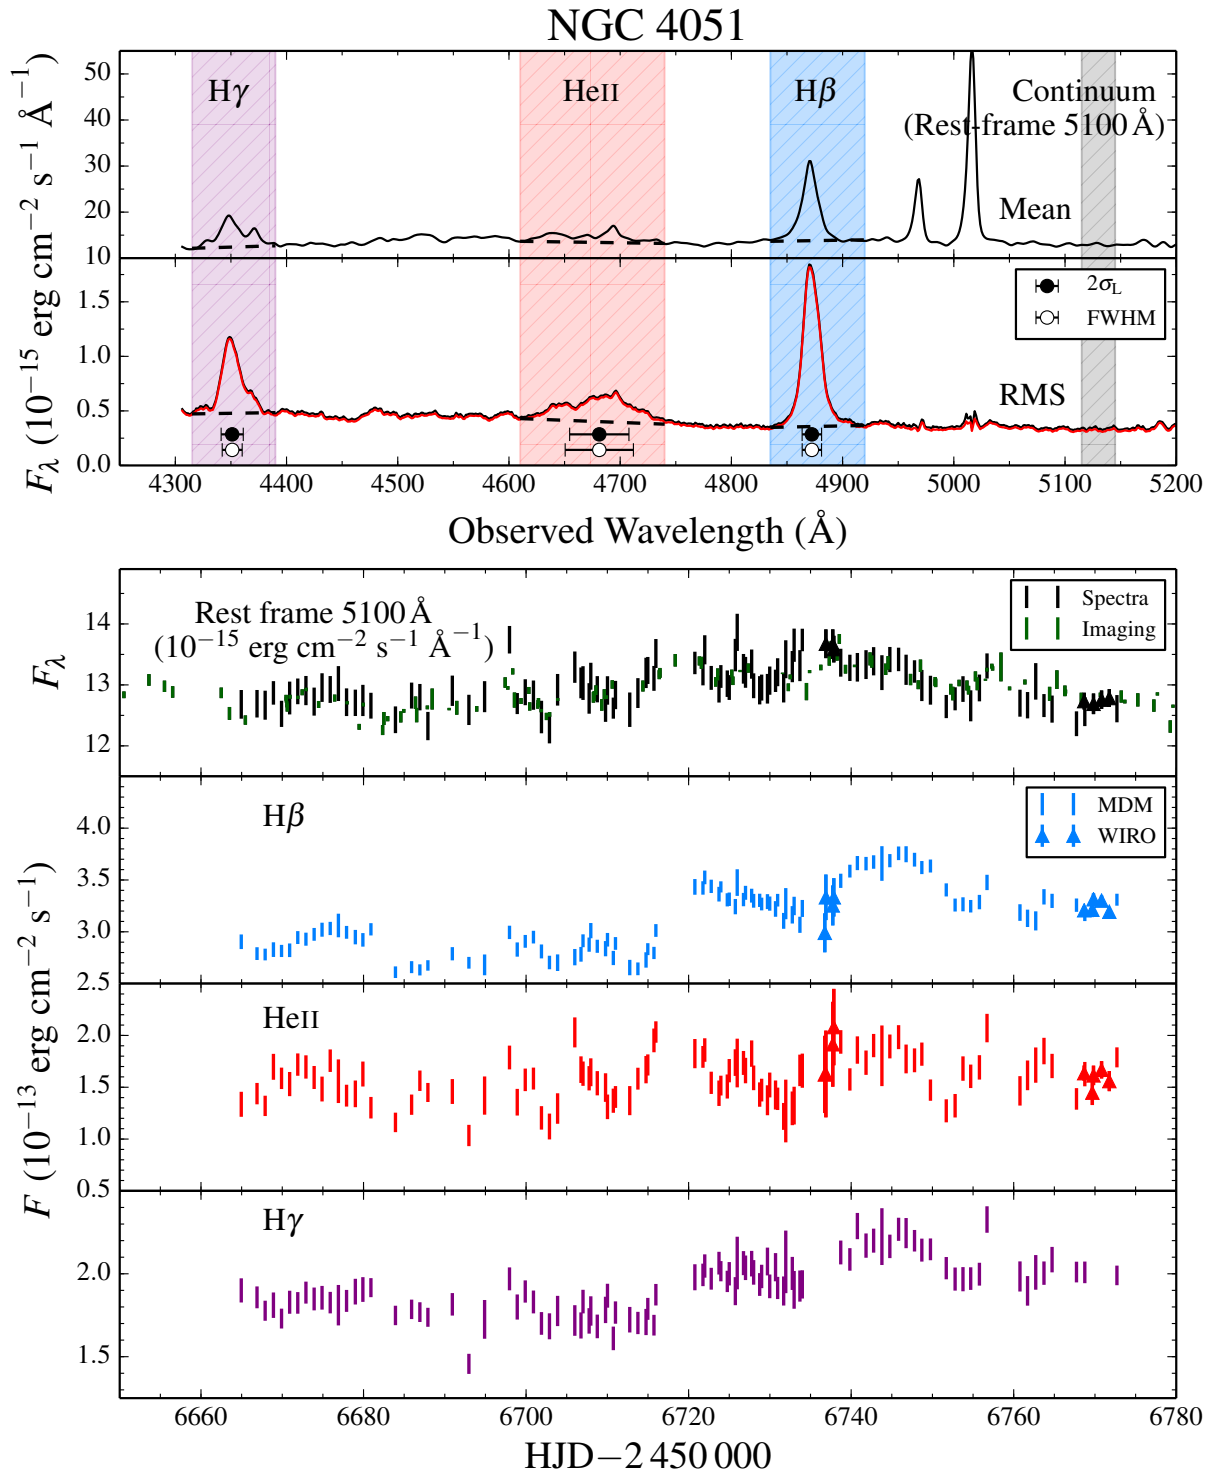 NGC 4051
Hγ
HeII
Hβ
Continuum
(Rest-frame 5100 Å)
Mean
50
40
30
20
10
F_λ (10⁻¹⁵ erg cm⁻² s⁻¹ Å⁻¹)
2σ_L
FWHM
RMS
1.5
1.0
0.5
0.0
4300 4400 4500 4600 4700 4800 4900 5000 5100 5200
Observed Wavelength (Å)
Rest frame 5100 Å
(10⁻¹⁵ erg cm⁻² s⁻¹ Å⁻¹)
Spectra
Imaging
F_λ
14
13
12
Hβ
MDM
WIRO
4.0
3.5
3.0
2.5
F (10⁻¹³ erg cm⁻² s⁻¹)
HeII
2.5
2.0
1.5
1.0
0.5
Hγ
2.0
1.5
6660 6680 6700 6720 6740 6760 6780
HJD−2 450 000